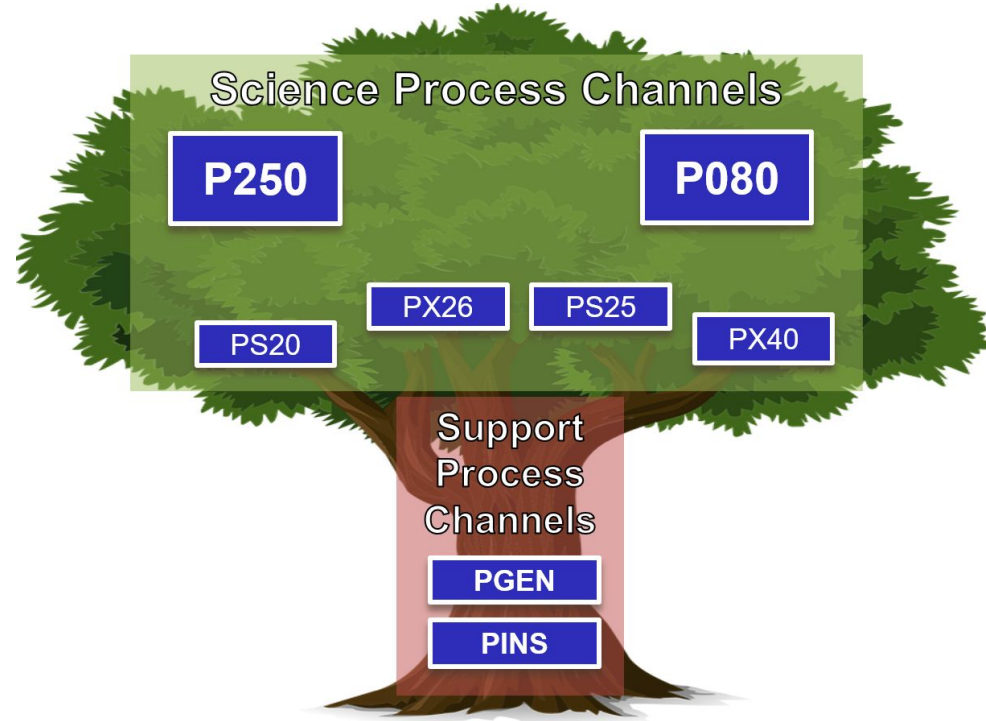 Science Process Channels
P250
P080
PX26
PS25
PS20
PX40
Support
Process
Channels
PGEN
PINS